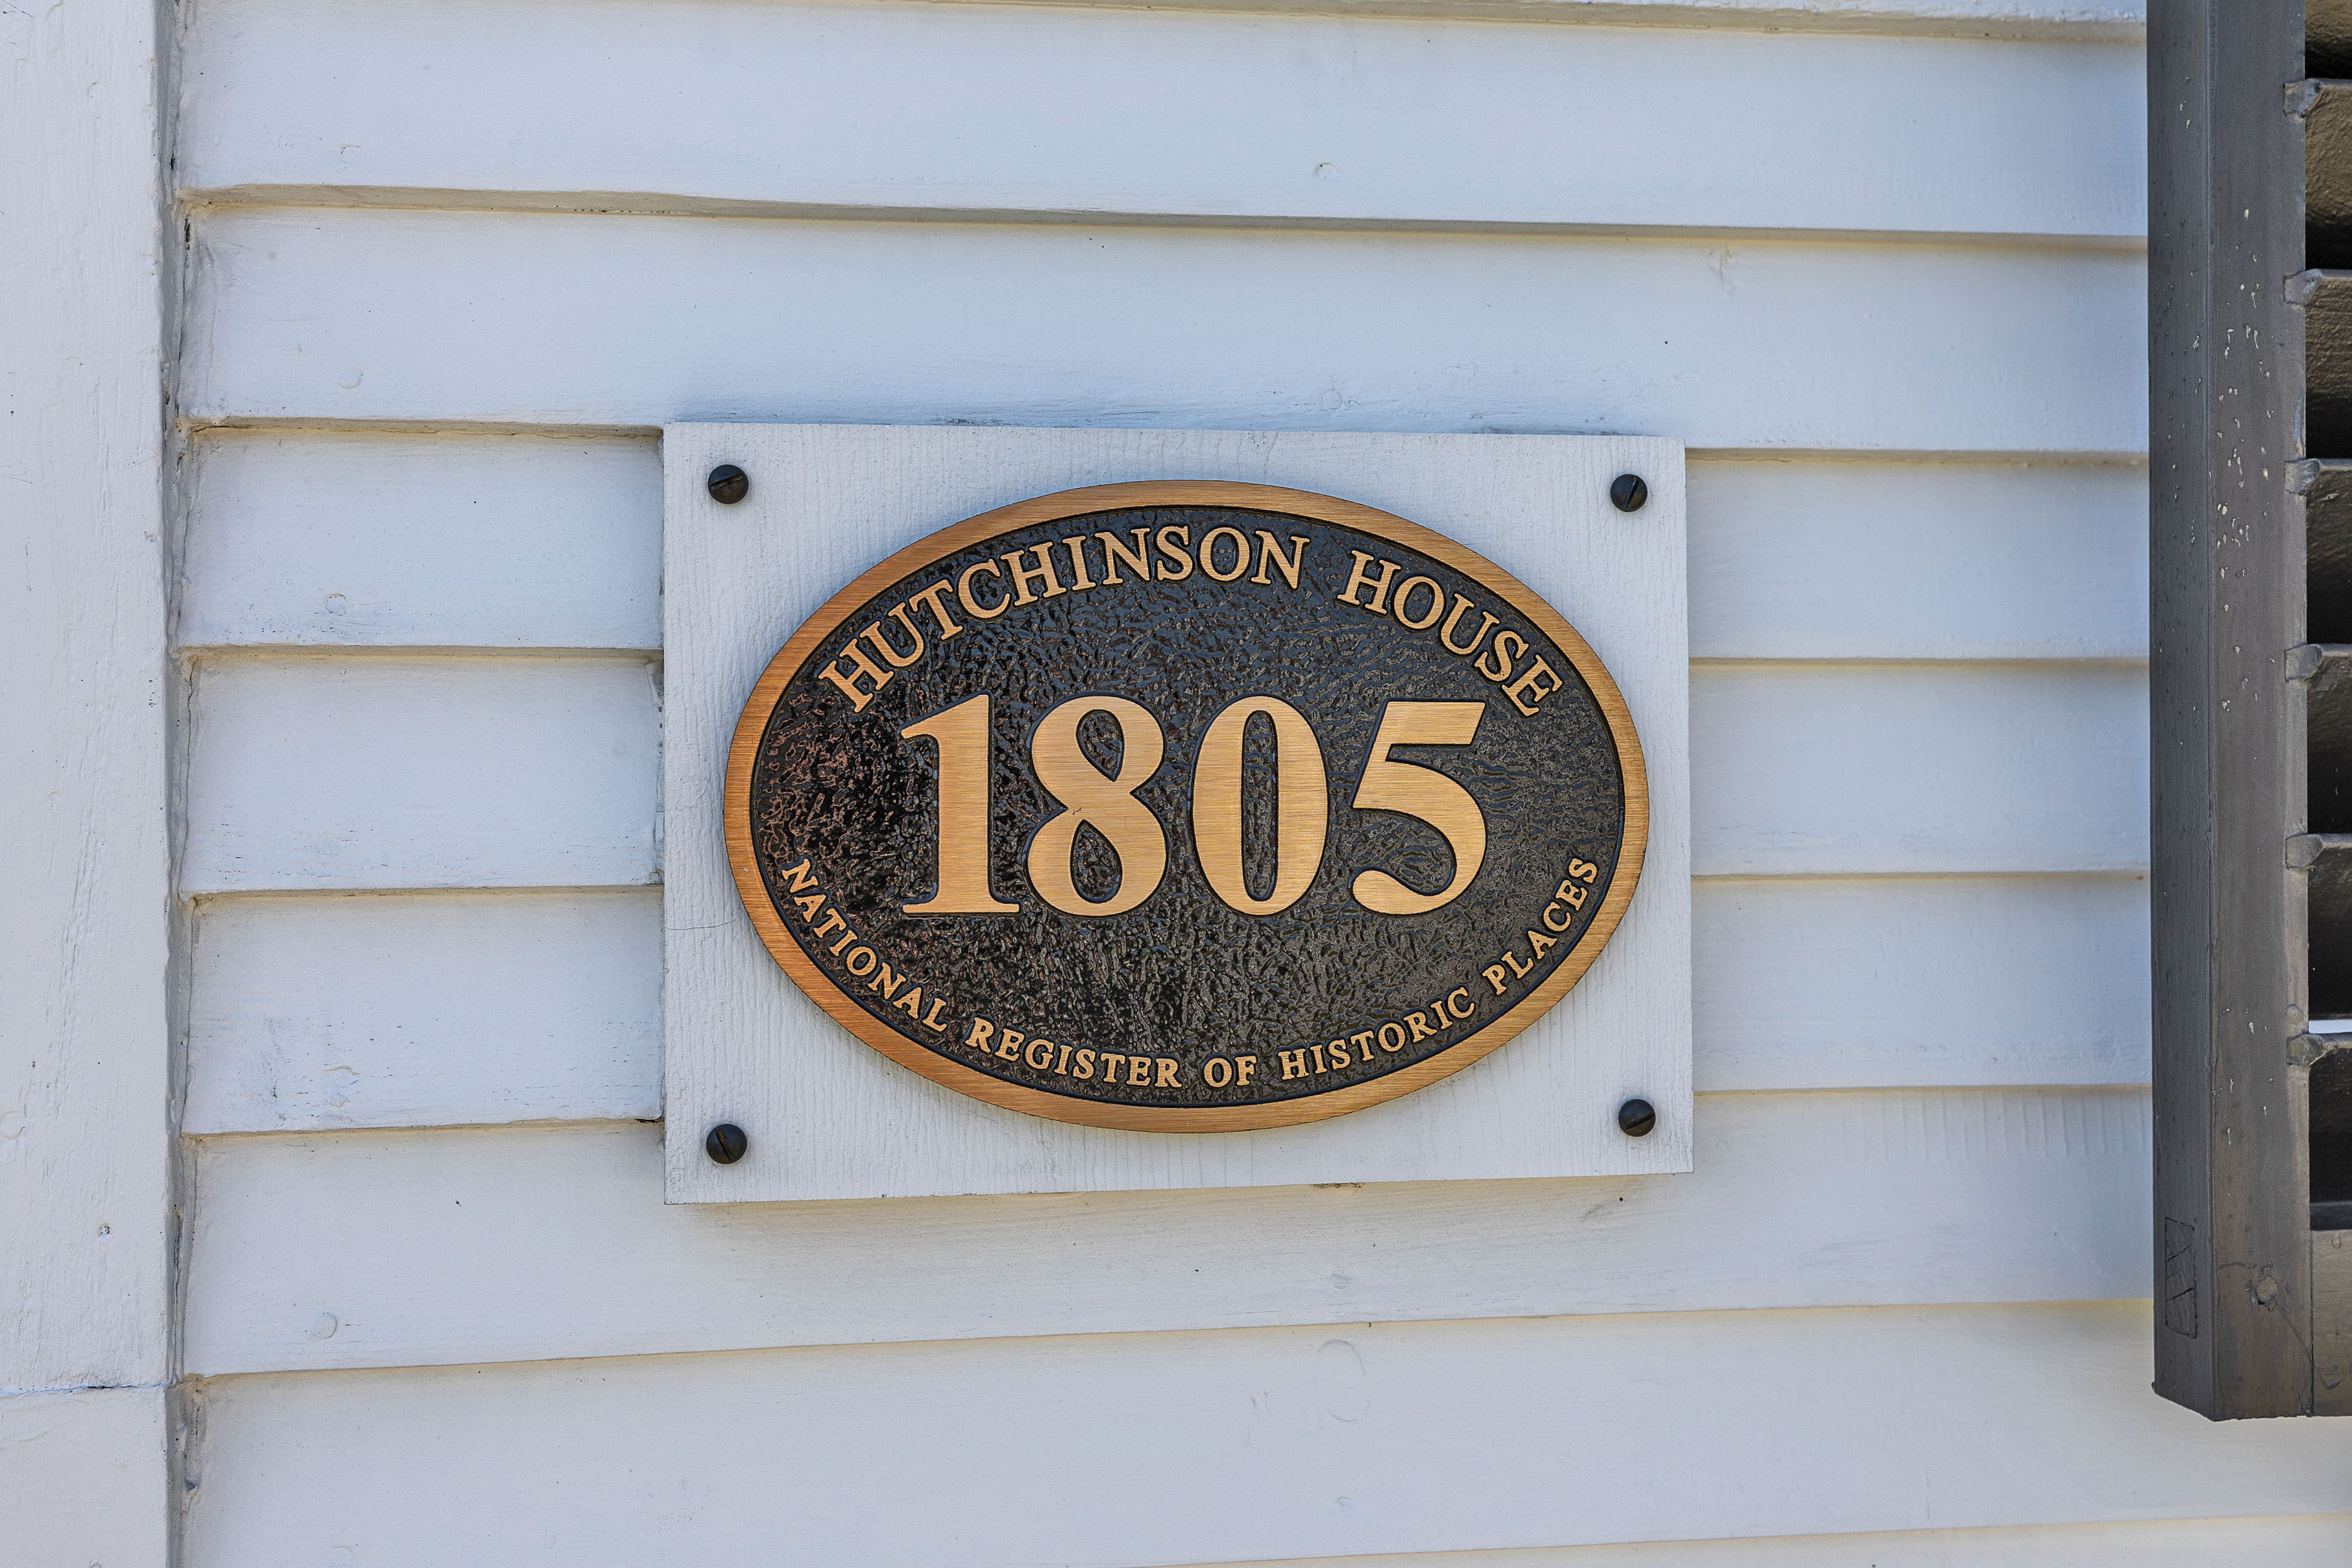 HUTCHINSON HOUSE
1805
NATIONAL REGISTER OF HISTORIC PLACES